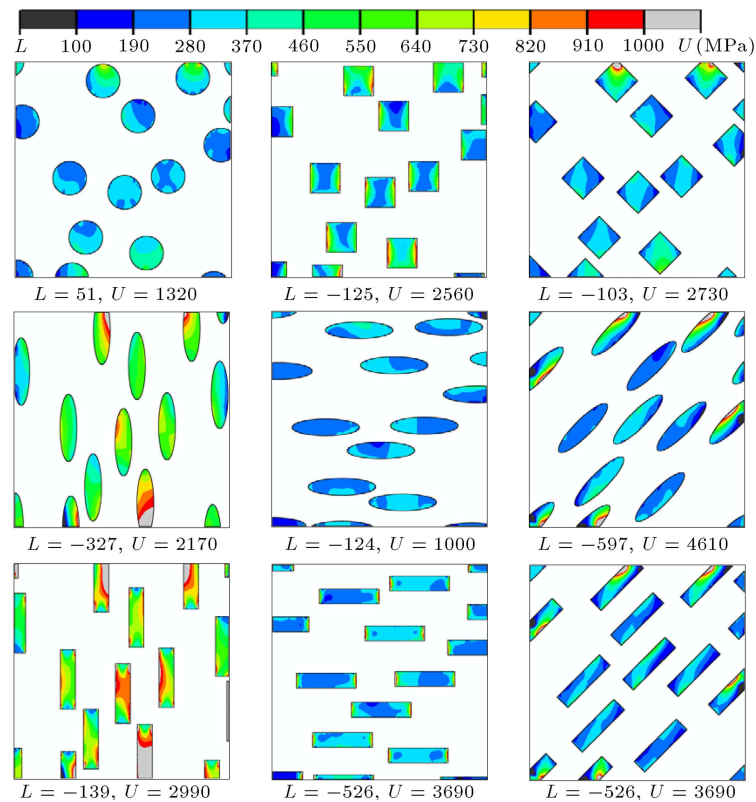 L 100 190 280 370 460 550 640 730 820 910 1000 U (MPa)
L = 51, U = 1320 L = −125, U = 2560 L = −103, U = 2730
L = −327, U = 2170 L = −124, U = 1000 L = −597, U = 4610
L = −139, U = 2990 L = −526, U = 3690 L = −526, U = 3690